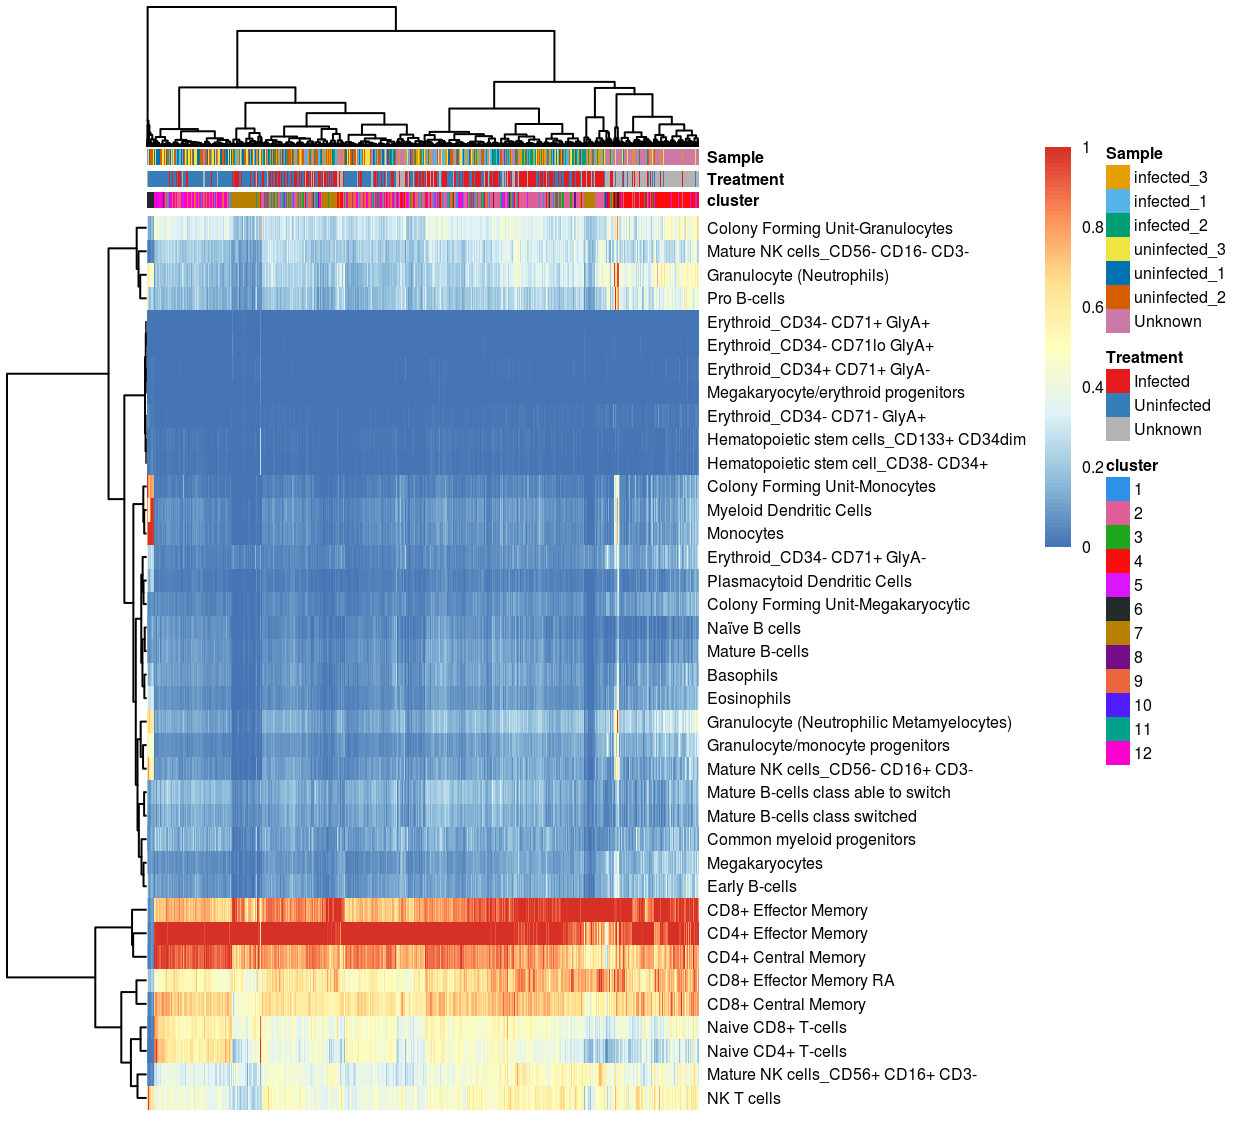 Sample
Treatment
cluster
Colony Forming Unit-Granulocytes
Mature NK cells_CD56- CD16- CD3-
Granulocyte (Neutrophils)
Pro B-cells
Erythroid_CD34- CD71+ GlyA+
Erythroid_CD34- CD71lo GlyA+
Erythroid_CD34+ CD71+ GlyA-
Megakaryocyte/erythroid progenitors
Erythroid_CD34- CD71- GlyA+
Hematopoietic stem cells_CD133+ CD34dim
Hematopoietic stem cell_CD38- CD34+
Colony Forming Unit-Monocytes
Myeloid Dendritic Cells
Monocytes
Erythroid_CD34- CD71+ GlyA-
Plasmacytoid Dendritic Cells
Colony Forming Unit-Megakaryocytic
Naïve B cells
Mature B-cells
Basophils
Eosinophils
Granulocyte (Neutrophilic Metamyelocytes)
Granulocyte/monocyte progenitors
Mature NK cells_CD56- CD16+ CD3-
Mature B-cells class able to switch
Mature B-cells class switched
Common myeloid progenitors
Megakaryocytes
Early B-cells
CD8+ Effector Memory
CD4+ Effector Memory
CD4+ Central Memory
CD8+ Effector Memory RA
CD8+ Central Memory
Naive CD8+ T-cells
Naive CD4+ T-cells
Mature NK cells_CD56+ CD16+ CD3-
NK T cells
1
0.8
0.6
0.4
0.2
0
Sample
infected_3
infected_1
infected_2
uninfected_3
uninfected_1
uninfected_2
Unknown
Treatment
Infected
Uninfected
Unknown
cluster
1
2
3
4
5
6
7
8
9
10
11
12